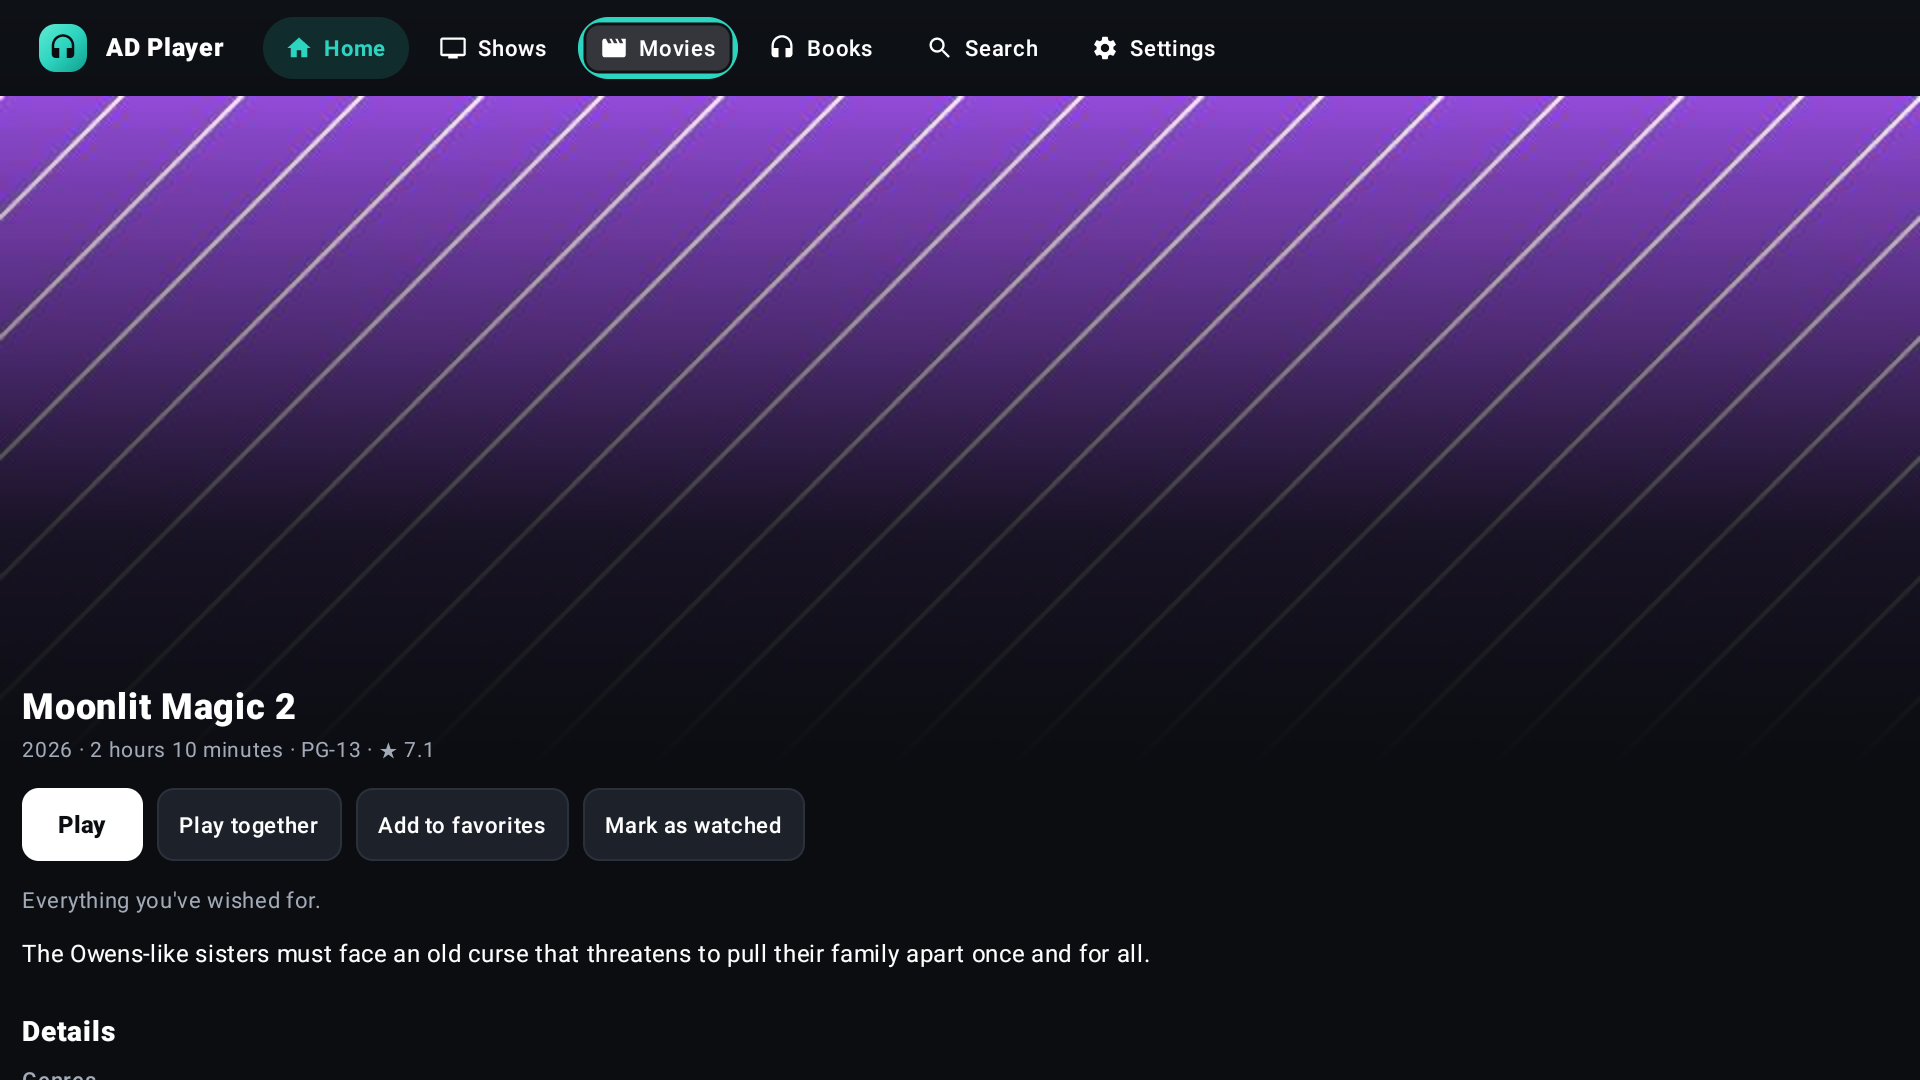 AD Player
Home
Shows
Movies
Books
Search
Settings
Moonlit Magic 2
2026 · 2 hours 10 minutes · PG-13 · ★ 7.1
Play
Play together
Add to favorites
Mark as watched
Everything you've wished for.
The Owens-like sisters must face an old curse that threatens to pull their family apart once and for all.
Details
Genres